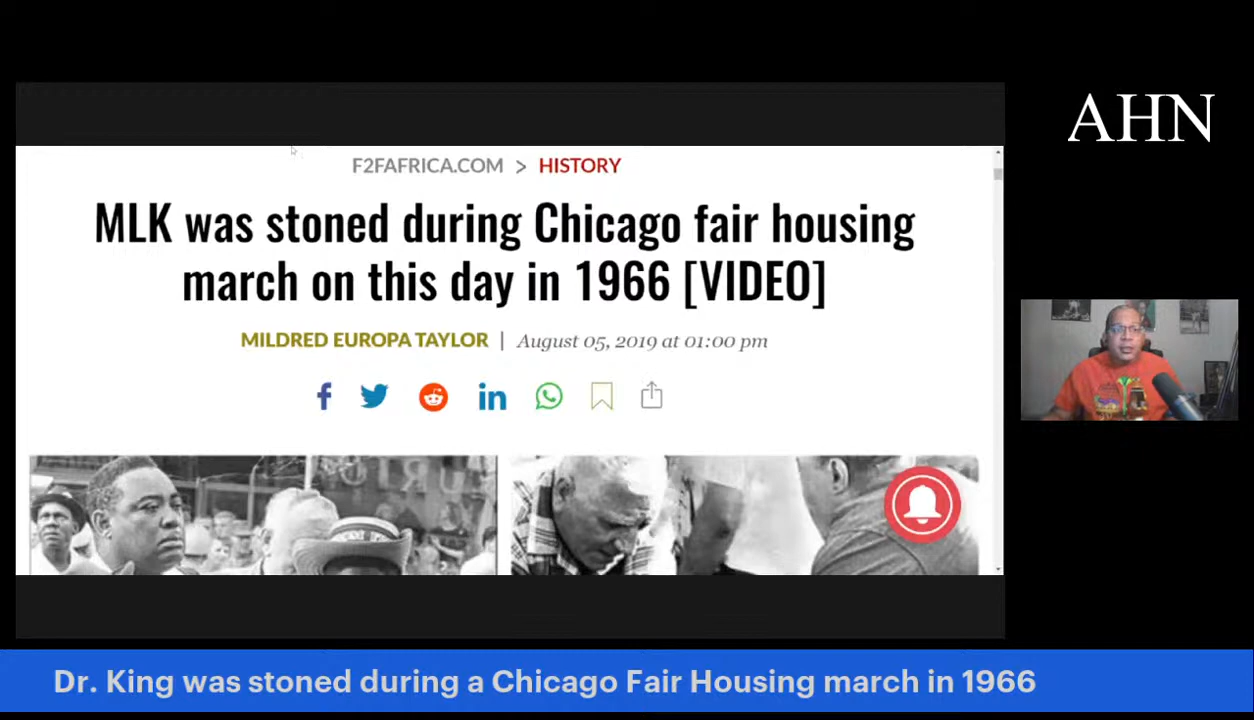 AHN
F2FAFRICA.COM > HISTORY
MLK was stoned during Chicago fair housing
march on this day in 1966 [VIDEO]
MILDRED EUROPA TAYLOR | August 05, 2019 at 01:00 pm
Dr. King was stoned during a Chicago Fair Housing march in 1966